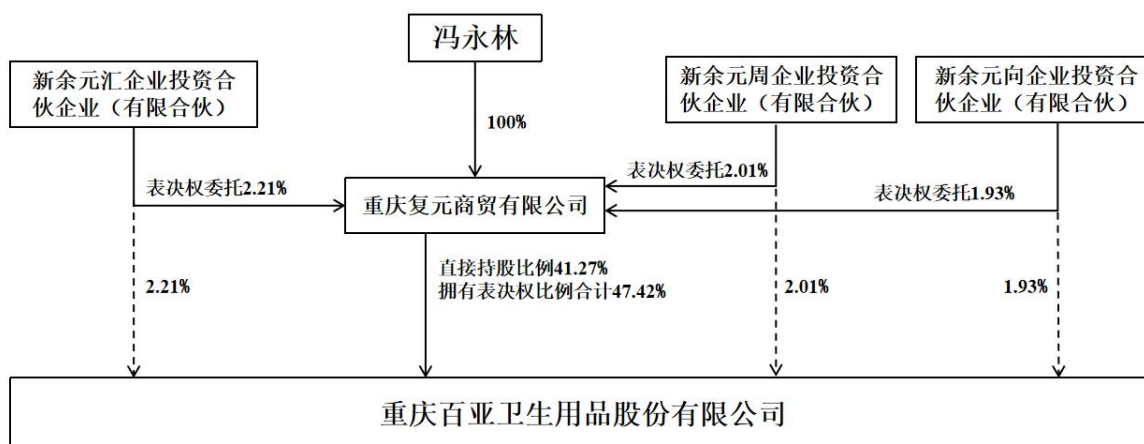 冯永林
新余元汇企业投资合
伙企业（有限合伙）
新余元周企业投资合
伙企业（有限合伙）
新余元向企业投资合
伙企业（有限合伙）
100%
表决权委托2.21%
表决权委托2.01%
表决权委托1.93%
重庆复元商贸有限公司
直接持股比例41.27%
拥有表决权比例合计47.42%
2.21%
2.01%
1.93%
重庆百亚卫生用品股份有限公司